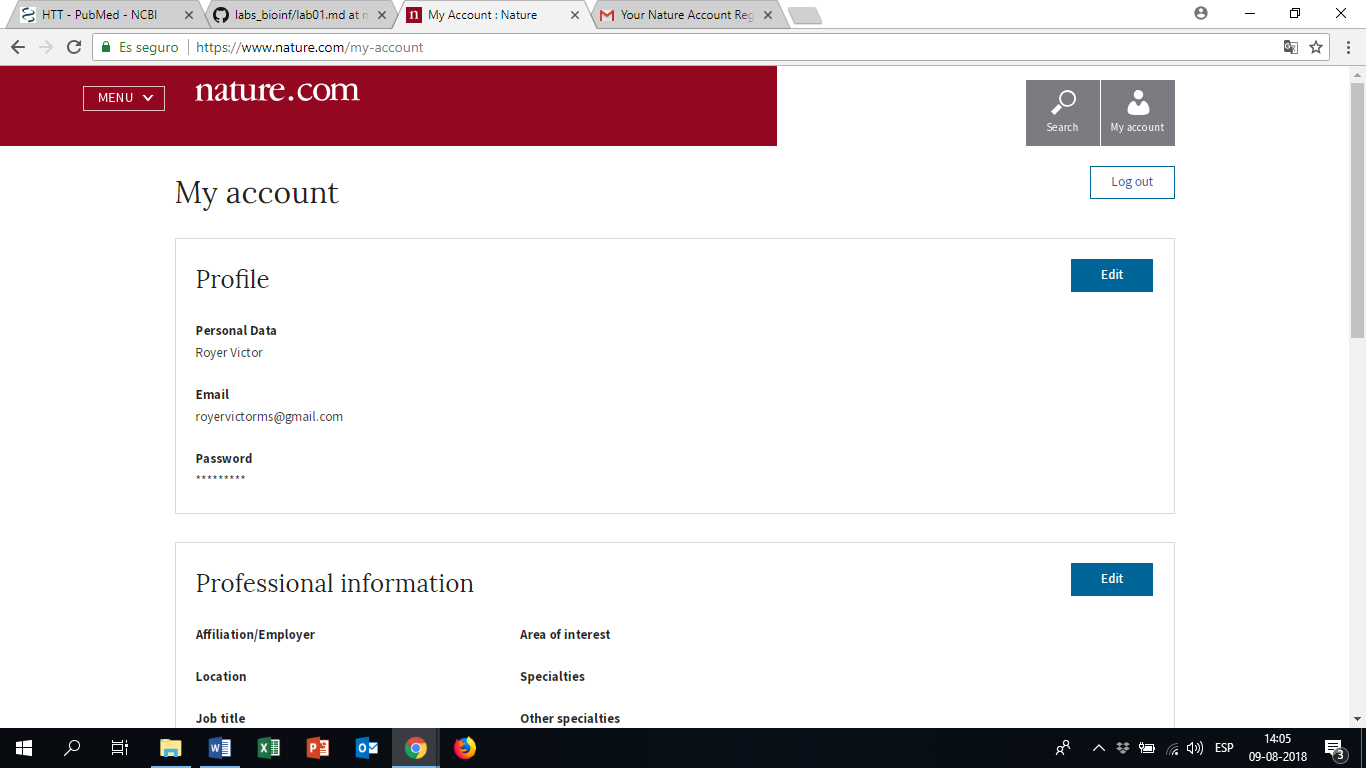 HTT - PubMed - NCBI
labs_bioinf/lab01.md at m
My Account : Nature
Your Nature Account Reg
Es seguro
https://www.nature.com/my-account
MENU
nature.com
Search
My account
My account
Log out
Profile
Edit
Personal Data
Royer Victor
Email
royervictorms@gmail.com
Password
*********
Professional information
Edit
Affiliation/Employer
Area of interest
Location
Specialties
Job title
Other specialties
ESP
14:05
09-08-2018
3